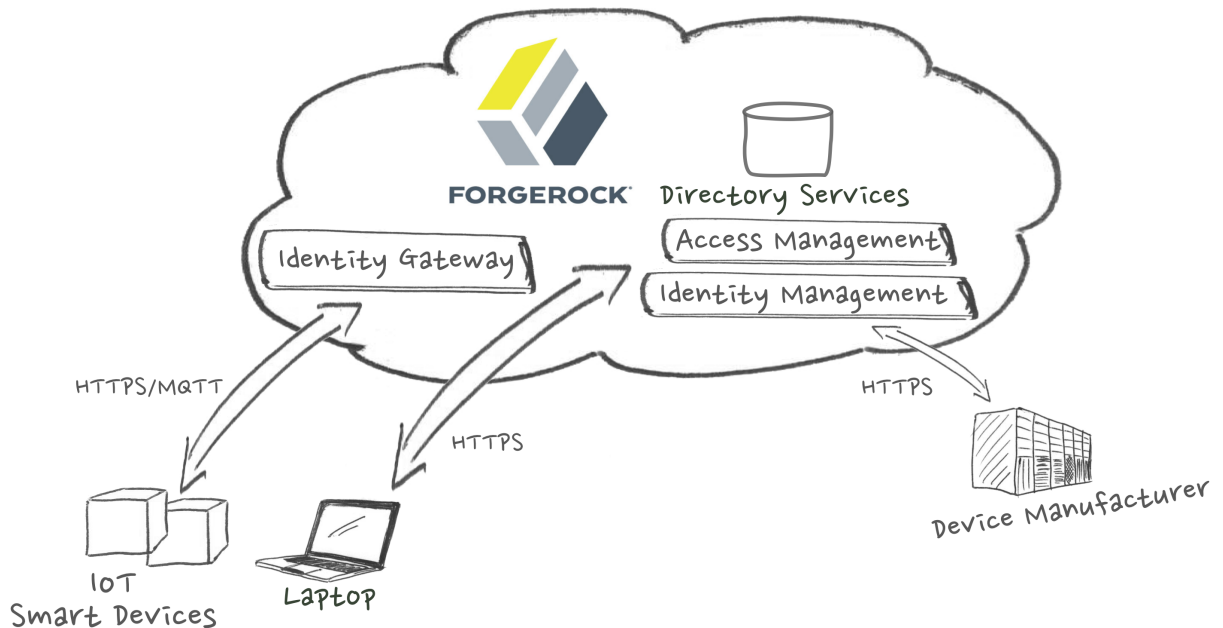 FORGEROCK
Directory Services
Access Management
Identity Gateway
Identity Management
HTTPS/MQTT
HTTPS
HTTPS
Device Manufacturer
IOT
Smart Devices
Laptop